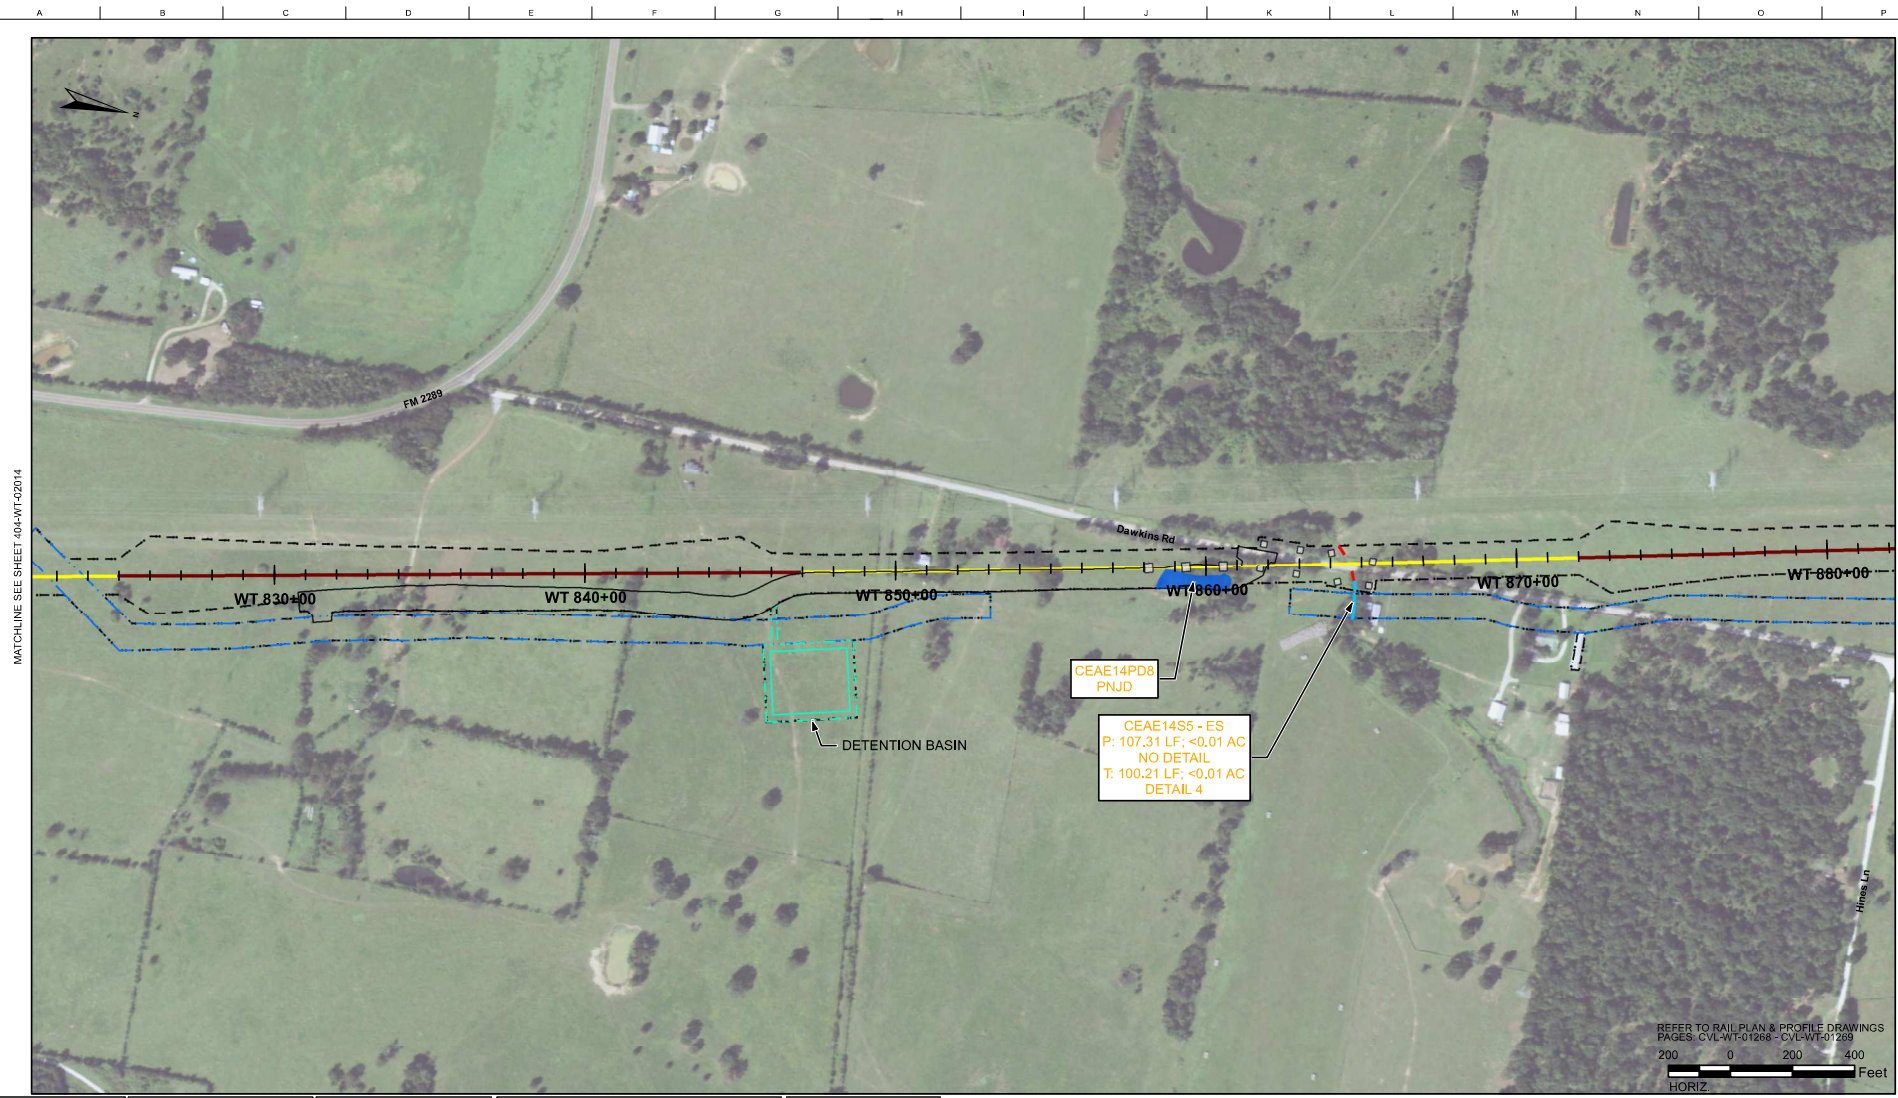 A B C D E F G H I J K L M N O P
N
FM 2289
MATCHLINE SEE SHEET 404-WT-02014
Dawkins Rd
WT 830+00
WT 840+00
WT 850+00
WT 860+00
WT 870+00
WT 880+00
CEAE14PD8
PNJD
CEAE14S5 - ES
P: 107.31 LF; <0.01 AC
NO DETAIL
T: 100.21 LF; <0.01 AC
DETAIL 4
DETENTION BASIN
Hines Ln
REFER TO RAIL PLAN & PROFILE DRAWINGS
PAGES: CVL-WT-01268 - CVL-WT-01269
200 0 200 400
Feet
HORIZ.